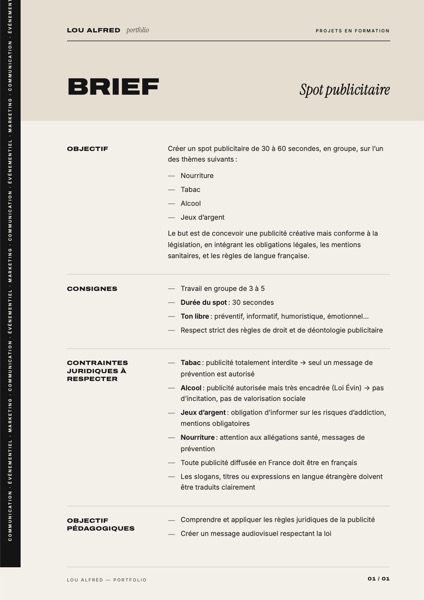 LOU ALFRED portfolio
PROJETS EN FORMATION
BRIEF
Spot publicitaire
OBJECTIF
Créer un spot publicitaire de 30 à 60 secondes, en groupe, sur l'un
des thèmes suivants :
— Nourriture
— Tabac
— Alcool
— Jeux d'argent
Le but est de concevoir une publicité créative mais conforme à la
législation, en intégrant les obligations légales, les mentions
sanitaires, et les règles de langue française.
CONSIGNES
— Travail en groupe de 3 à 5
— Durée du spot : 30 secondes
— Ton libre : préventif, informatif, humoristique, émotionnel…
— Respect strict des règles de droit et de déontologie publicitaire
CONTRAINTES
JURIDIQUES À
RESPECTER
— Tabac : publicité totalement interdite → seul un message de
prévention est autorisé
— Alcool : publicité autorisée mais très encadrée (Loi Évin) → pas
d'incitation, pas de valorisation sociale
— Jeux d'argent : obligation d'informer sur les risques d'addiction,
mentions obligatoires
— Nourriture : attention aux allégations santé, messages de
prévention
— Toute publicité diffusée en France doit être en français
— Les slogans, titres ou expressions en langue étrangère doivent
être traduits clairement
OBJECTIF
PÉDAGOGIQUES
— Comprendre et appliquer les règles juridiques de la publicité
— Créer un message audiovisuel respectant la loi
LOU ALFRED — PORTFOLIO
01 / 01
COMMUNICATION · ÉVÉNEMENTIEL · MARKETING · COMMUNICATION · ÉVÉNEMENTIEL · MARKETING · COMMUNICATION · ÉVÉNEMENTIEL · MARKETING · COMMUNICATION · ÉVÉNEMENTIEL · MARKETING · COMMUNICATION · ÉVÉNEMENT